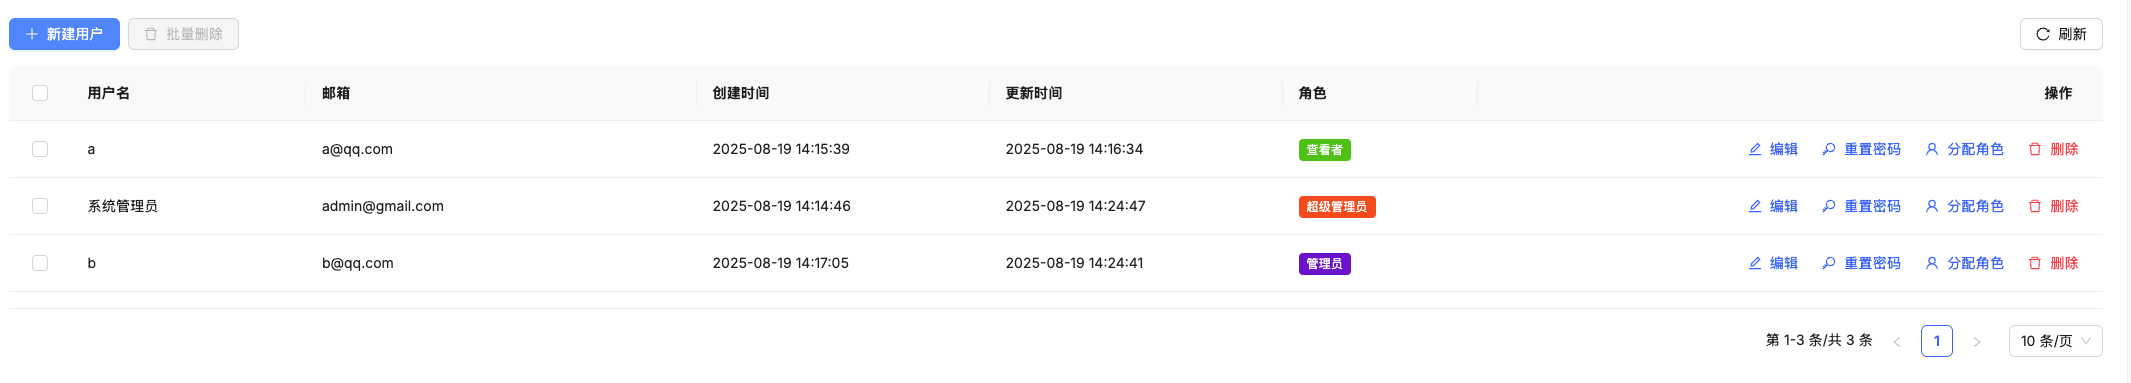 新建用户 批量删除 刷新
用户名 邮箱 创建时间 更新时间 角色 操作
a a@qq.com 2025-08-19 14:15:39 2025-08-19 14:16:34 查看者 编辑 重置密码 分配角色 删除
系统管理员 admin@gmail.com 2025-08-19 14:14:46 2025-08-19 14:24:47 超级管理员 编辑 重置密码 分配角色 删除
b b@qq.com 2025-08-19 14:17:05 2025-08-19 14:24:41 管理员 编辑 重置密码 分配角色 删除
第 1-3 条/共 3 条 1 10 条/页